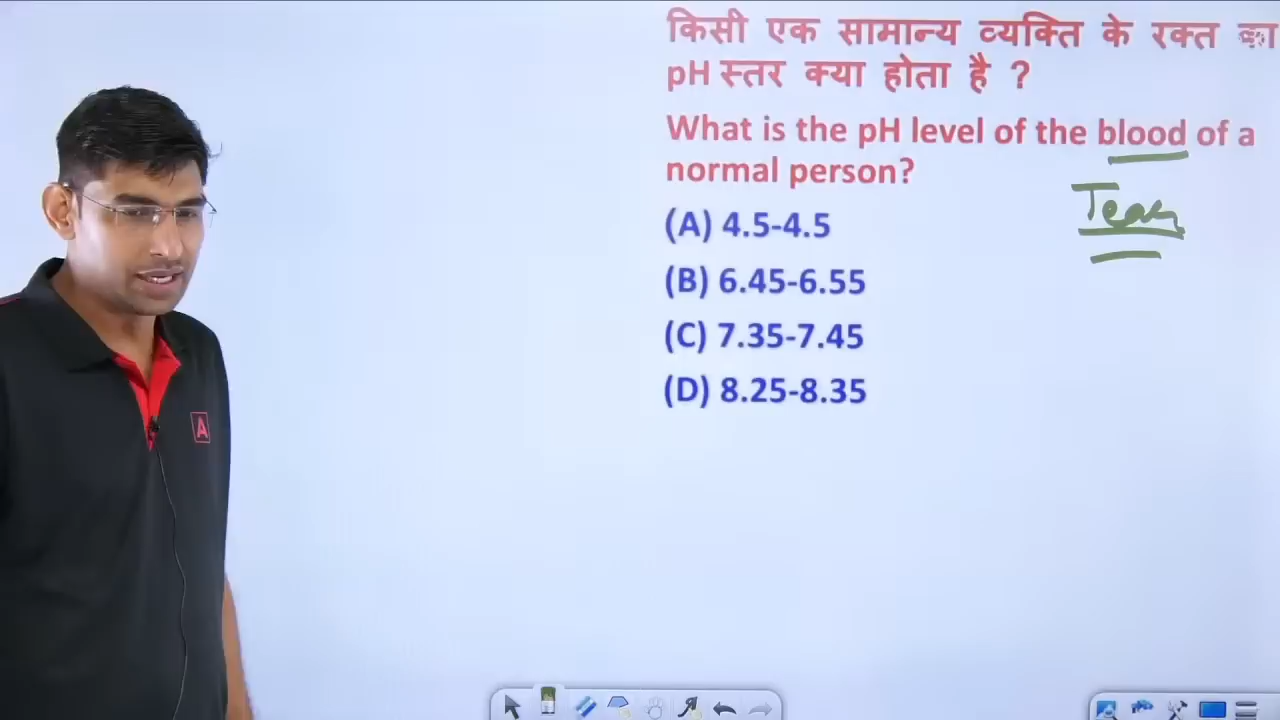 किसी एक सामान्य व्यक्ति के रक्त का
pH स्तर क्या होता है ?
What is the pH level of the blood of a
normal person?
(A) 4.5-4.5
(B) 6.45-6.55
(C) 7.35-7.45
(D) 8.25-8.35
A